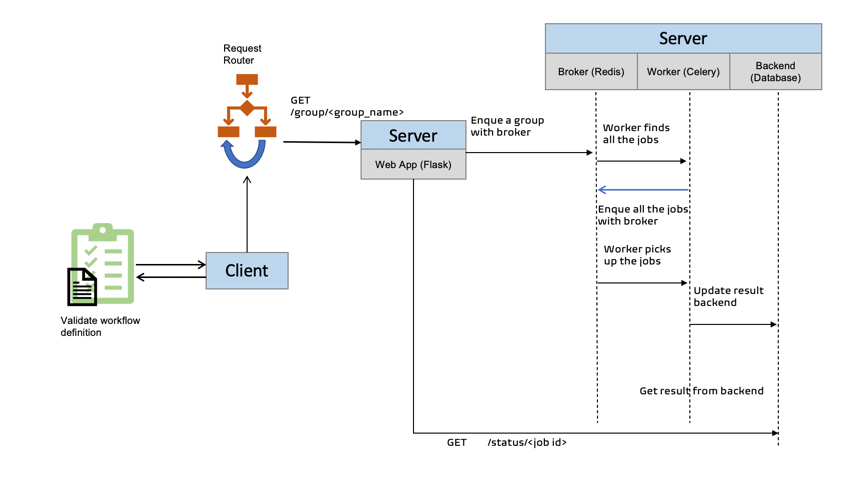 Server
Broker (Redis)
Worker (Celery)
Backend
(Database)
Request
Router
GET
/group/<group_name>
Server
Web App (Flask)
Enque a group
with broker
Worker finds
all the jobs
Enque all the jobs
with broker
Worker picks
up the jobs
Client
Update result
backend
Validate workflow
definition
Get result from backend
GET /status/<job id>